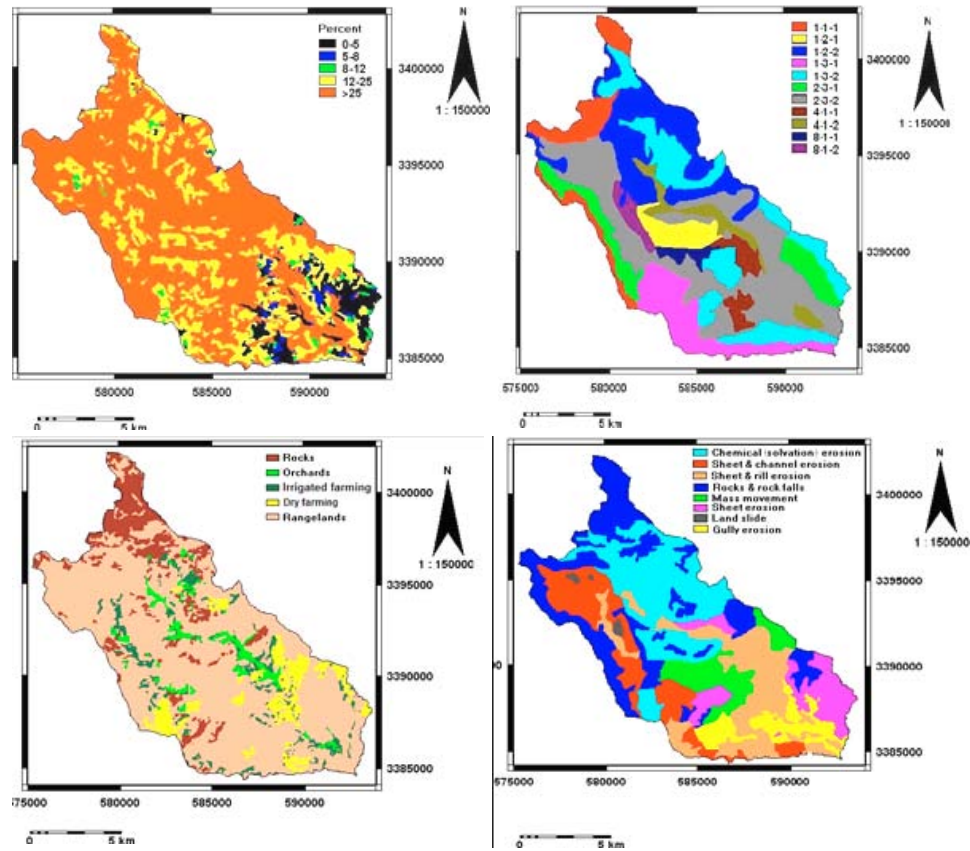 Percent
0-5
5-8
8-12
12-25
>25
N
1 : 150000
3400000
3395000
3390000
3385000
580000
585000
590000
0
5 km
1-1-1
1-2-1
1-2-2
1-3-1
1-3-2
2-3-1
2-3-2
4-1-1
4-1-2
8-1-1
8-1-2
N
1 : 150000
3400000
3395000
3390000
3385000
575000
580000
585000
590000
0
5 km
Rocks
Orchards
Irrigated farming
Dry farming
Rangelands
N
1 : 150000
3400000
3395000
3390000
3385000
575000
580000
585000
590000
0
5 km
Chemical (solvation) erosion
Sheet & channel erosion
Sheet & rill erosion
Rocks & rock falls
Mass movement
Sheet erosion
Land slide
Gully erosion
N
1 : 150000
3400000
3395000
3390000
3385000
575000
580000
585000
590000
0
5 km